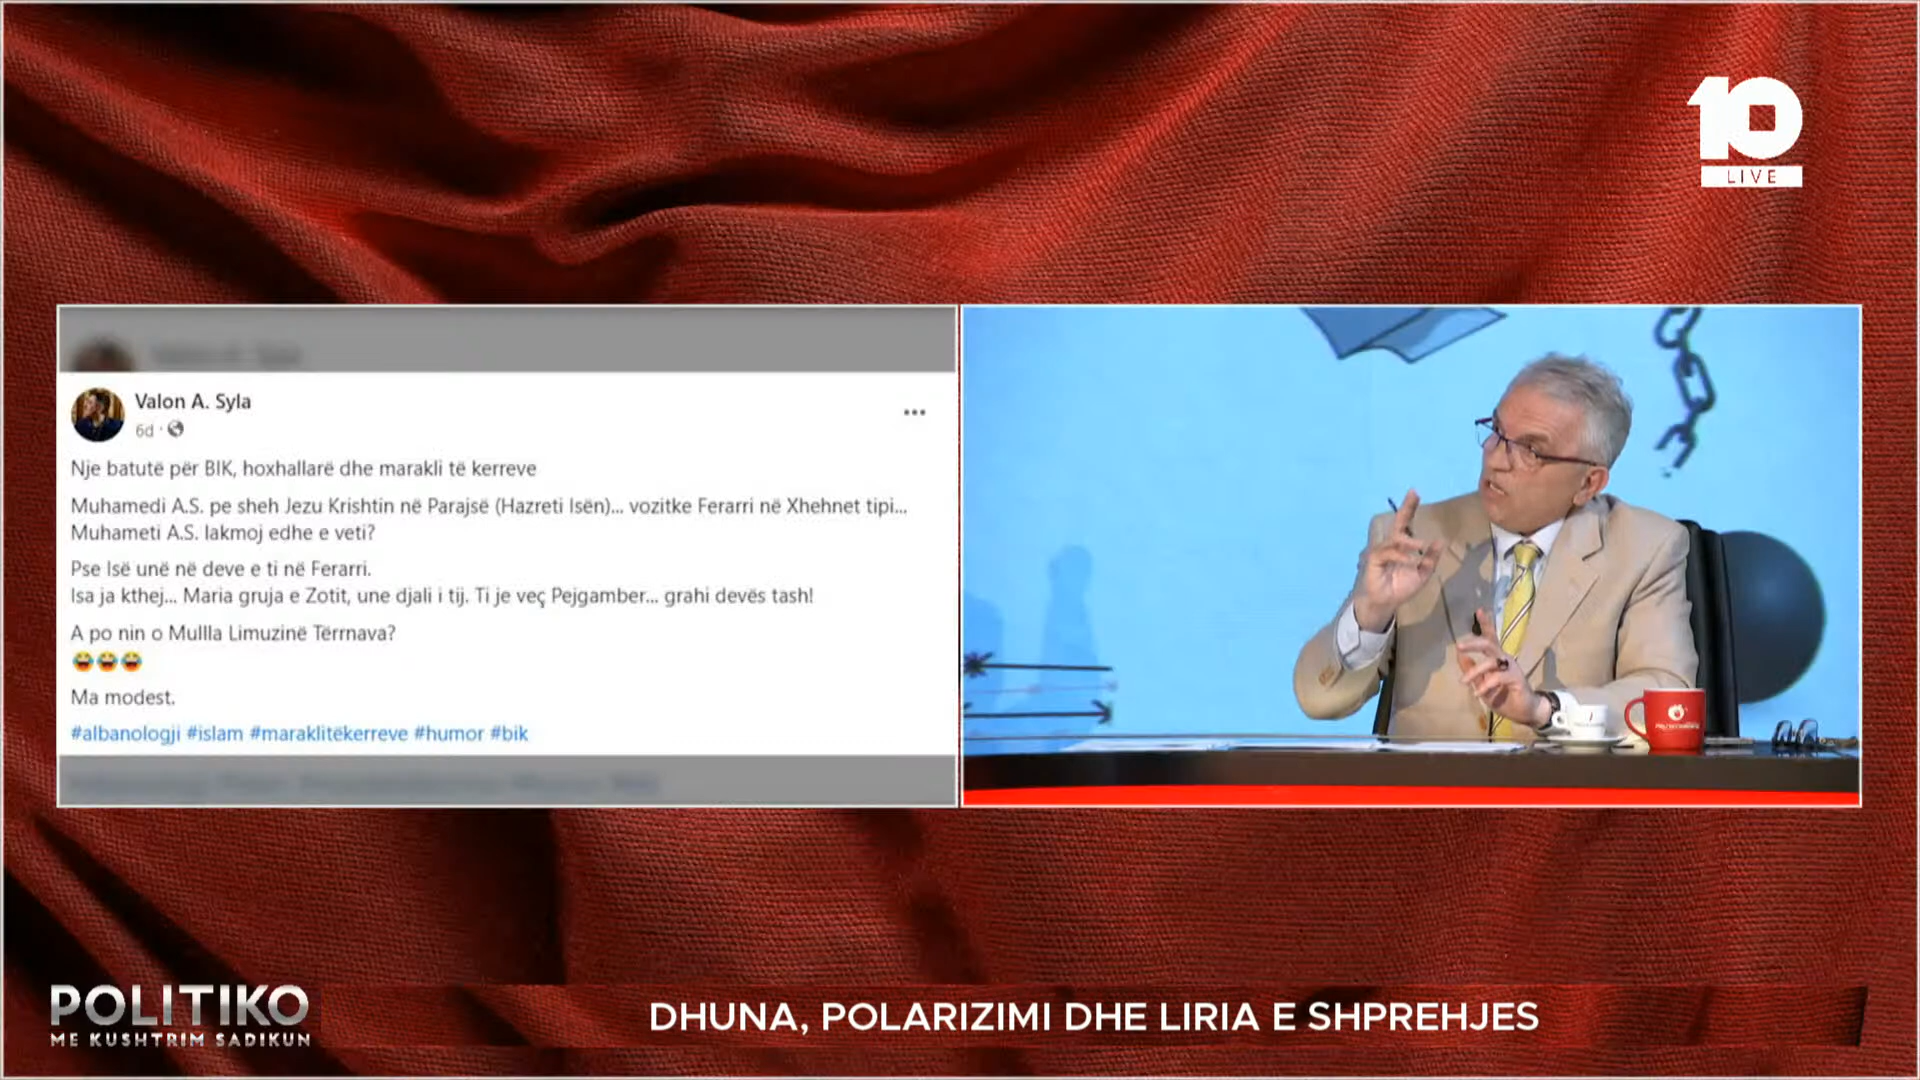 10
LIVE
Valon A. Syla
6d ·
Nje batutë për BIK, hoxhallarë dhe marakli të kerreve
Muhamedi A.S. pe sheh Jezu Krishtin në Parajsë (Hazreti Isën)... vozitke Ferarri në Xhehnet tipi...
Muhameti A.S. lakmoj edhe e veti?
Pse Isë unë në deve e ti në Ferarri.
Isa ja kthej... Maria gruja e Zotit, une djali i tij. Ti je veç Pejgamber... grahi devës tash!
A po nin o Mullla Limuzinë Tërrnava?
Ma modest.
#albanologji #islam #maraklitëkerreve #humor #bik
POLITIKO
ME KUSHTRIM SADIKUN
DHUNA, POLARIZIMI DHE LIRIA E SHPREHJES